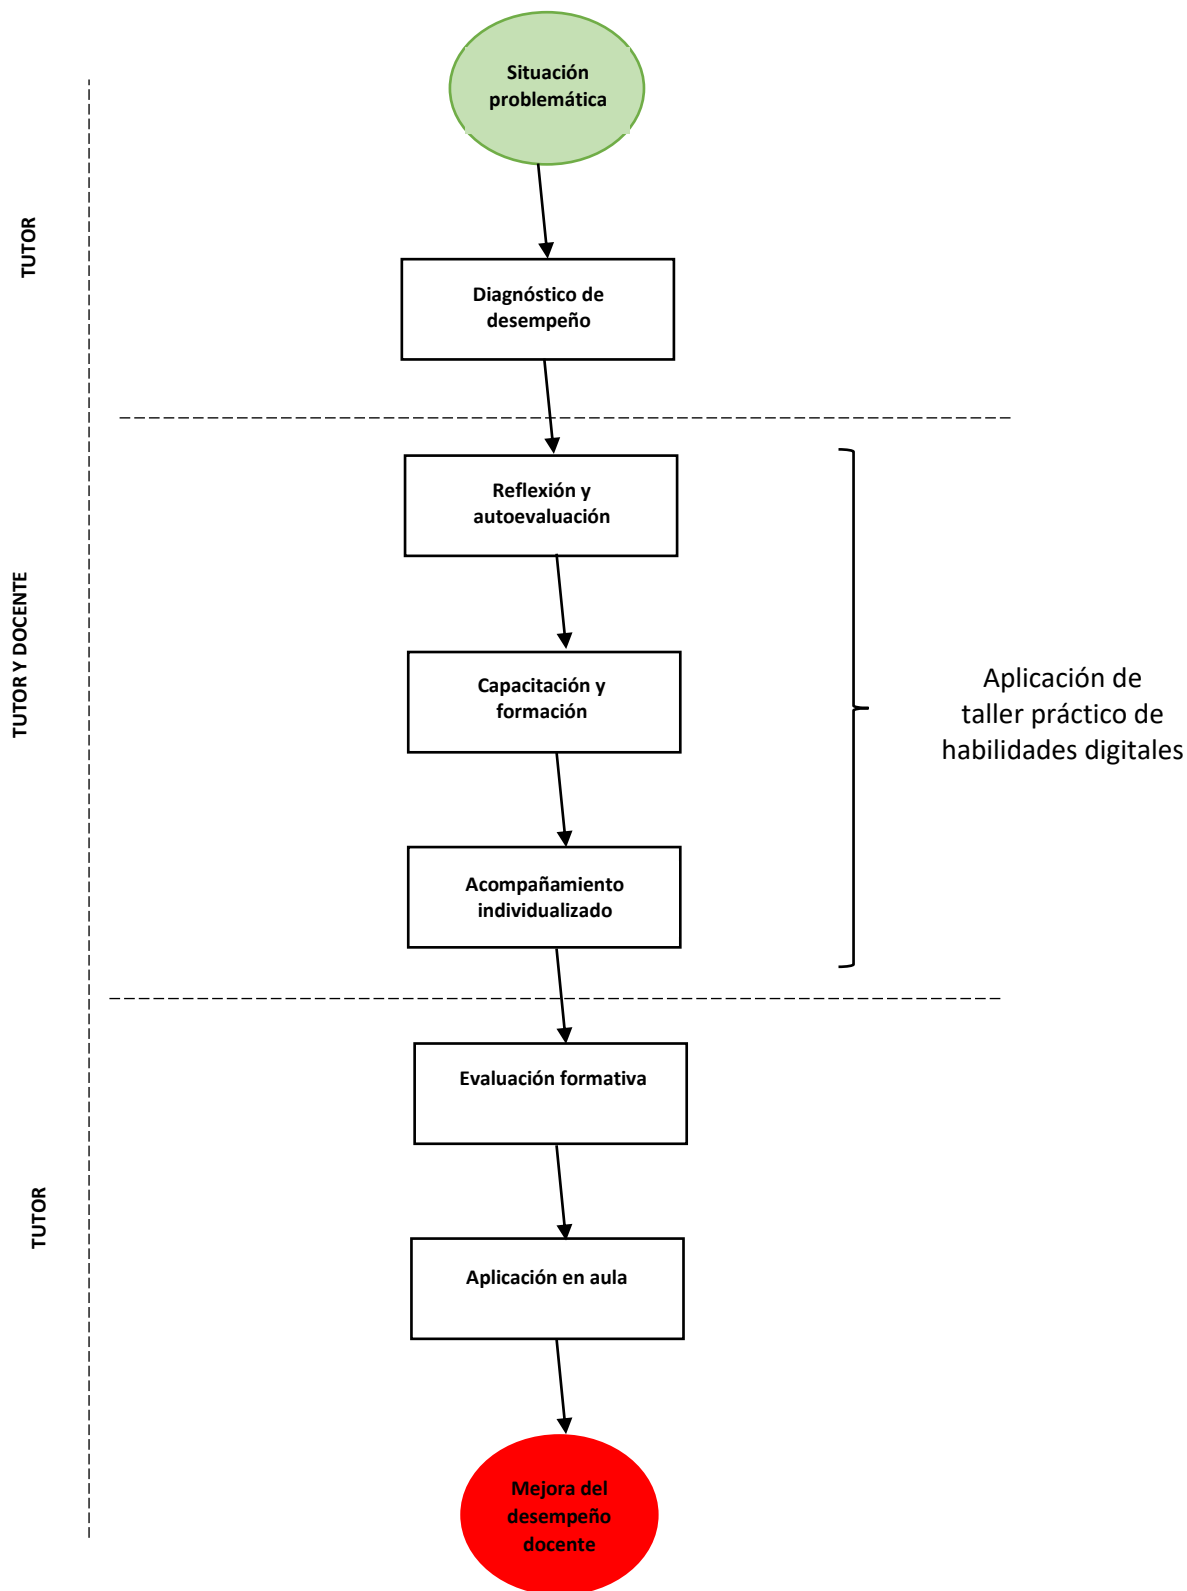 Situación
problemática
TUTOR
Diagnóstico de
desempeño
TUTOR Y DOCENTE
Reflexión y
autoevaluación
Capacitación y
formación
Acompañamiento
individualizado
Aplicación de
taller práctico de
habilidades digitales
TUTOR
Evaluación formativa
Aplicación en aula
Mejora del
desempeño
docente